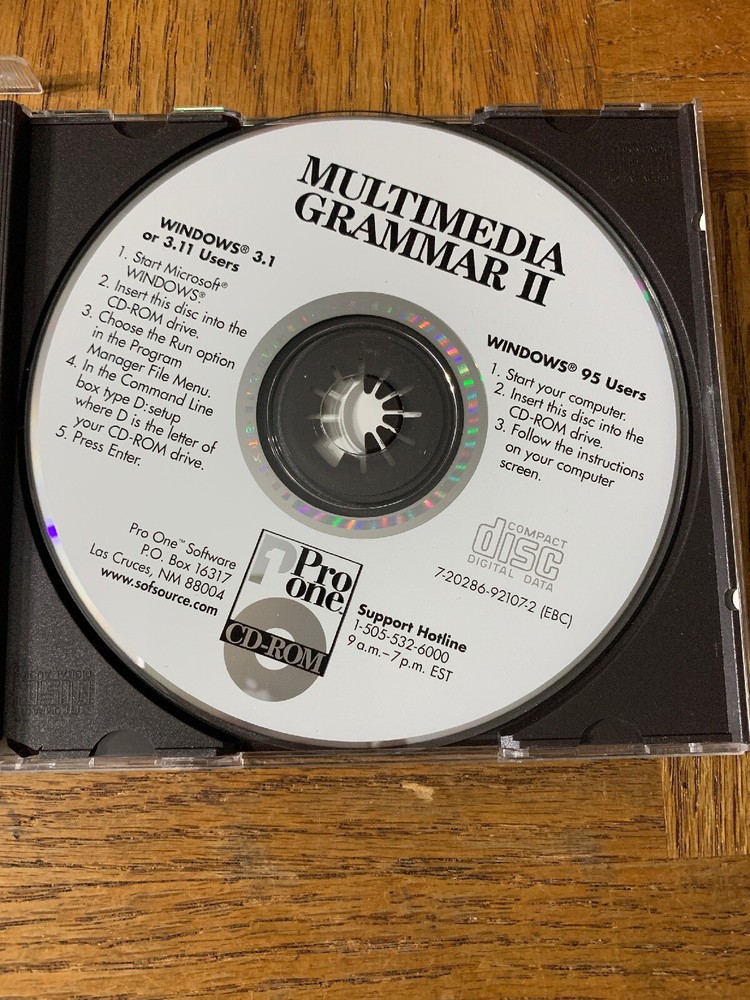 MULTIMEDIA
GRAMMAR II
WINDOWS® 3.1
or 3.11 Users
1. Start Microsoft®
WINDOWS®
2. Insert this disc into the
CD-ROM drive.
3. Choose the Run option
in the Program
Manager File Menu.
4. In the Command Line
box type D:setup
where D is the letter of
your CD-ROM drive.
5. Press Enter.
WINDOWS® 95 Users
1. Start your computer.
2. Insert this disc into the
CD-ROM drive.
3. Follow the instructions
on your computer
screen.
COMPACT
disc
DIGITAL DATA
7-20286-92107-2 (EBC)
Pro One™ Software
P.O. Box 16317
Las Cruces, NM 88004
www.sofsource.com
Pro
one
CD-ROM
Support Hotline
1-505-532-6000
9 a.m.–7 p.m. EST